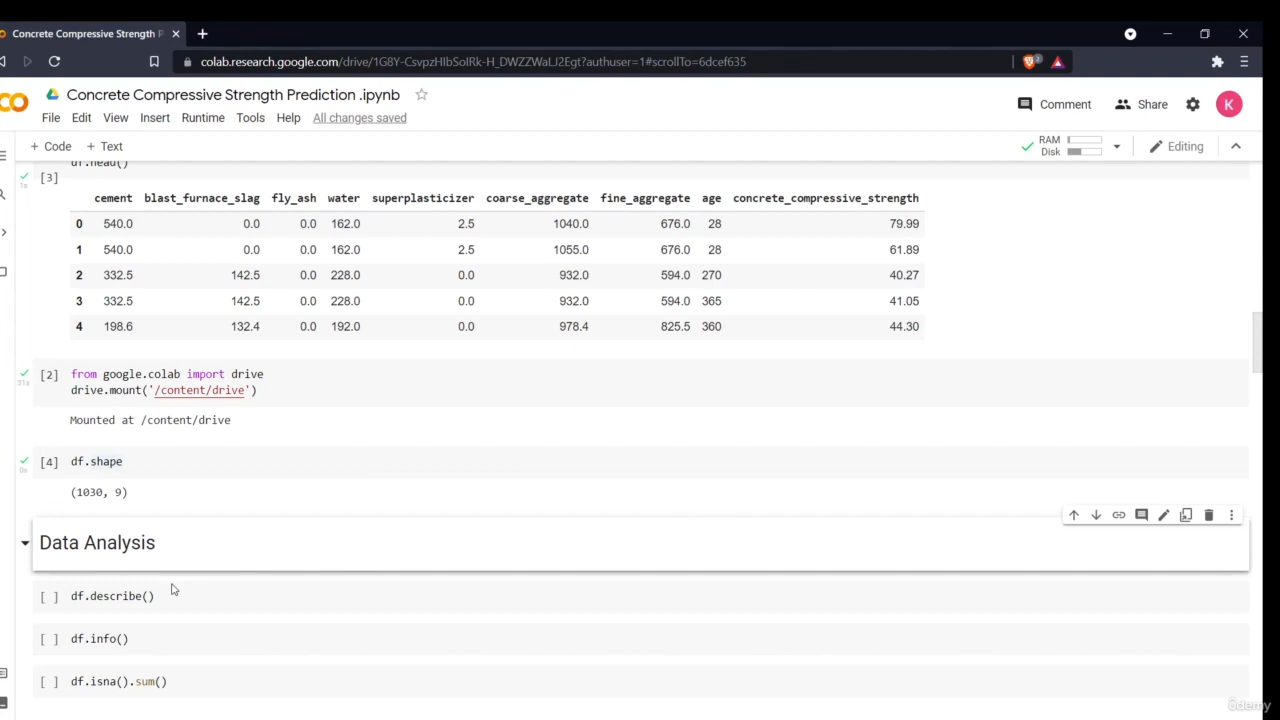 Concrete Compressive Strength P
colab.research.google.com/drive/1G8Y-CsvpzHIbSoIRk-H_DWZZWaLJ2Egt?authuser=1#scrollTo=6dcef635
2
Concrete Compressive Strength Prediction .ipynb
Comment
Share
K
File Edit View Insert Runtime Tools Help All changes saved
+ Code + Text
RAM
Disk
Editing
df.head()
[3]
1s
cement blast_furnace_slag fly_ash water superplasticizer coarse_aggregate fine_aggregate age concrete_compressive_strength
0 540.0 0.0 0.0 162.0 2.5 1040.0 676.0 28 79.99
1 540.0 0.0 0.0 162.0 2.5 1055.0 676.0 28 61.89
2 332.5 142.5 0.0 228.0 0.0 932.0 594.0 270 40.27
3 332.5 142.5 0.0 228.0 0.0 932.0 594.0 365 41.05
4 198.6 132.4 0.0 192.0 0.0 978.4 825.5 360 44.30
[2] from google.colab import drive
31s
drive.mount('/content/drive')
Mounted at /content/drive
[4] df.shape
0s
(1030, 9)
Data Analysis
[ ] df.describe()
[ ] df.info()
[ ] df.isna().sum()
ûdemy